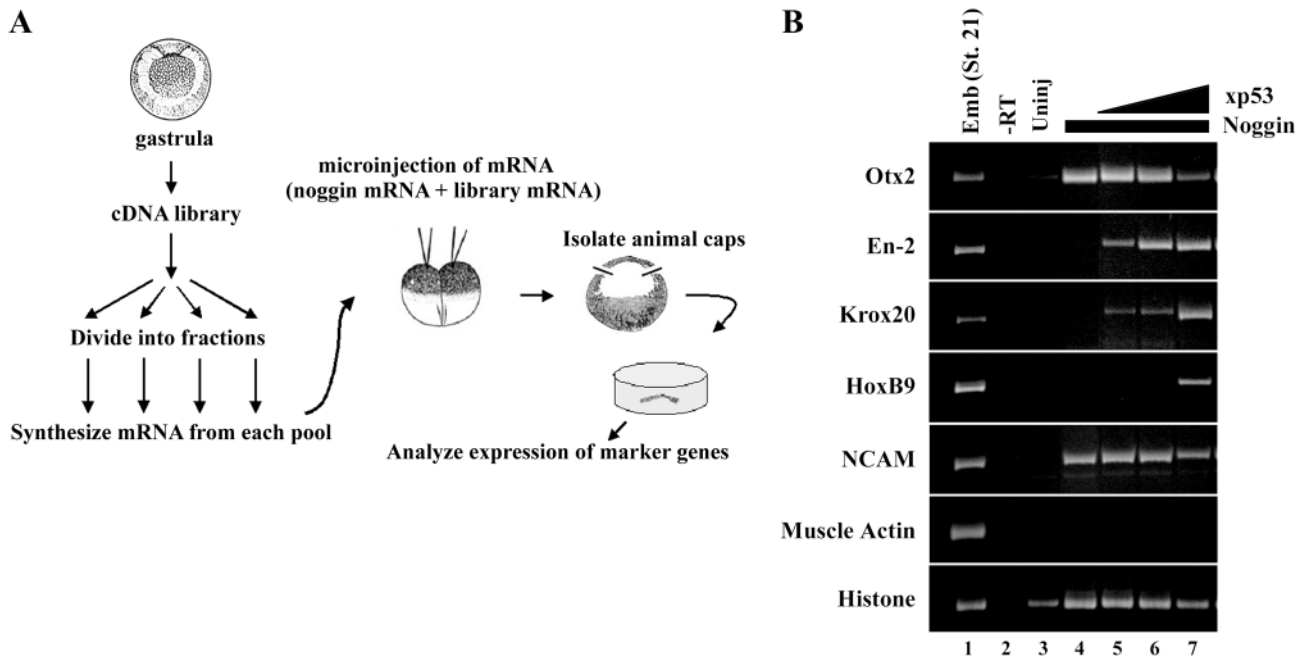 A
gastrula
cDNA library
Divide into fractions
Synthesize mRNA from each pool
microinjection of mRNA
(noggin mRNA + library mRNA)
Isolate animal caps
Analyze expression of marker genes
B
Emb (St. 21)
-RT
Uninj
xp53
Noggin
Otx2
En-2
Krox20
HoxB9
NCAM
Muscle Actin
Histone
1 2 3 4 5 6 7